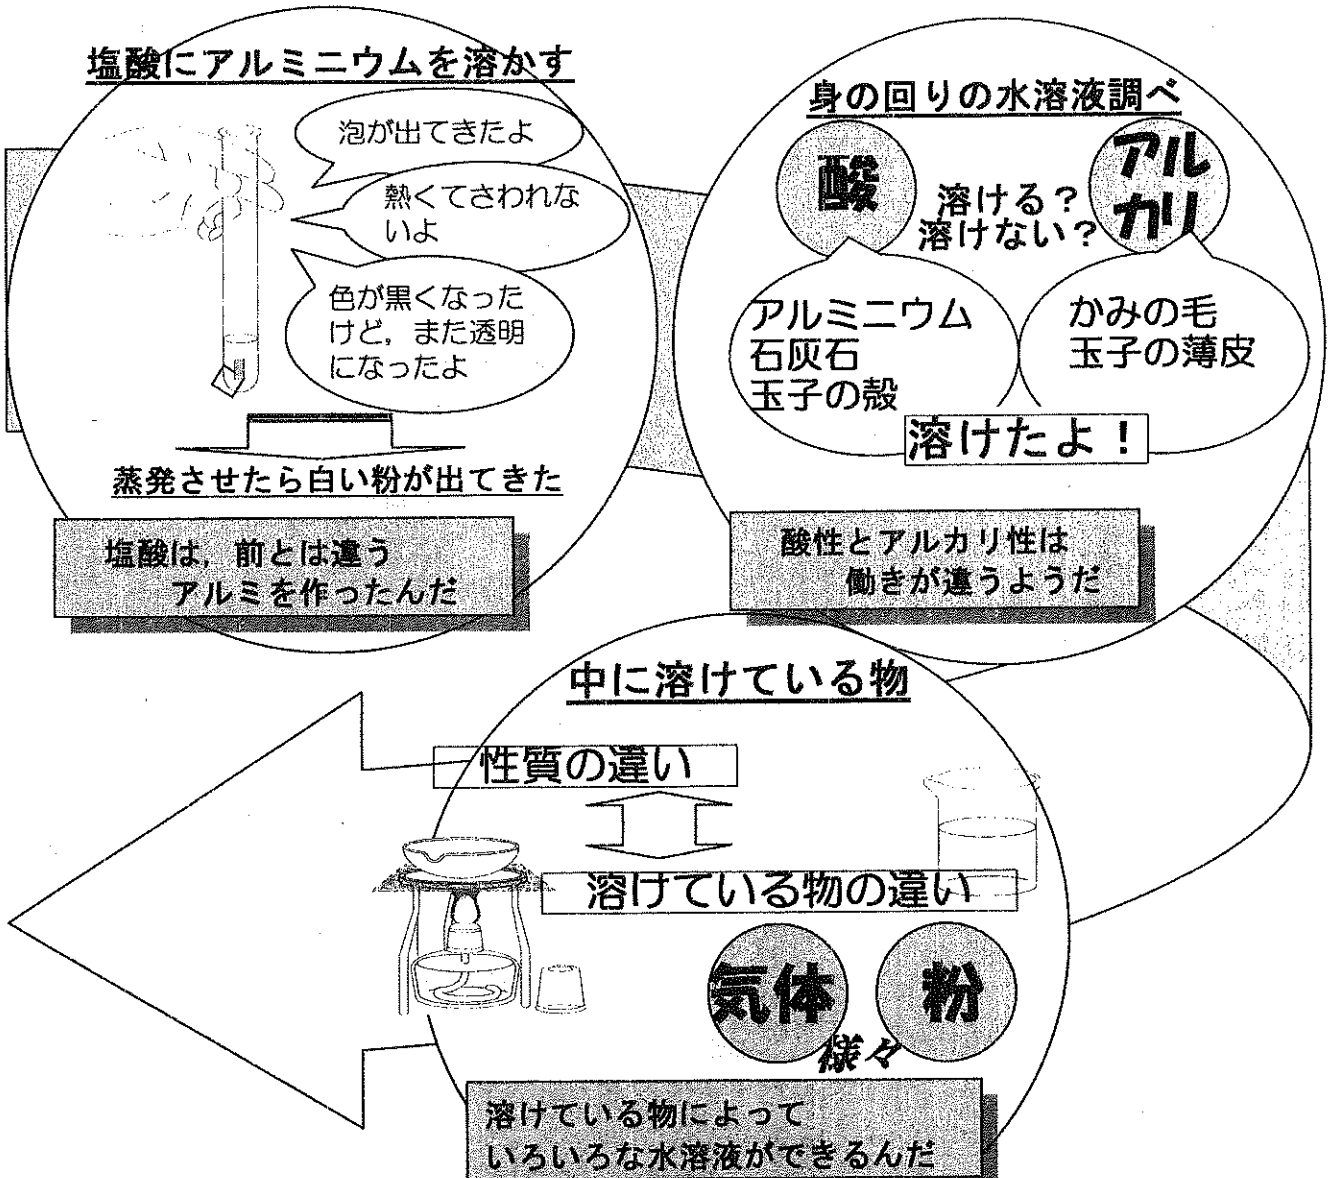 塩酸にアルミニウムを溶かす
泡が出てきたよ
熱くてさわれな
いよ
色が黒くなった
けど，また透明
になったよ
蒸発させたら白い粉が出てきた
塩酸は，前とは違う
アルミを作ったんだ
身の回りの水溶液調べ
酸
アル
カリ
溶ける？
溶けない？
アルミニウム
石灰石
玉子の殻
かみの毛
玉子の薄皮
溶けたよ！
酸性とアルカリ性は
働きが違うようだ
中に溶けている物
性質の違い
溶けている物の違い
気体
粉
様々
溶けている物によって
いろいろな水溶液ができるんだ